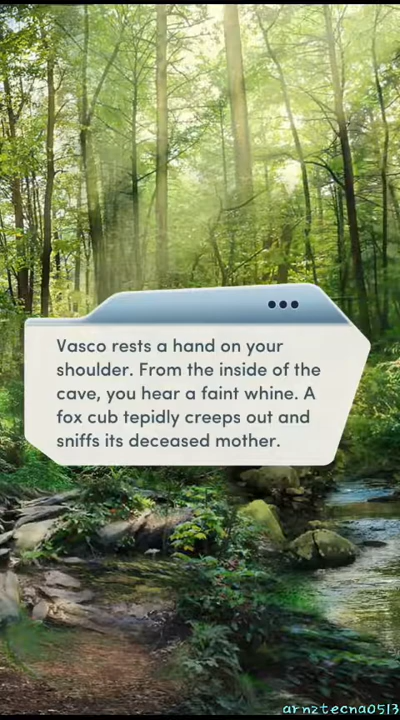 Vasco rests a hand on your
shoulder. From the inside of the
cave, you hear a faint whine. A
fox cub tepidly creeps out and
sniffs its deceased mother.
arnztecna0513